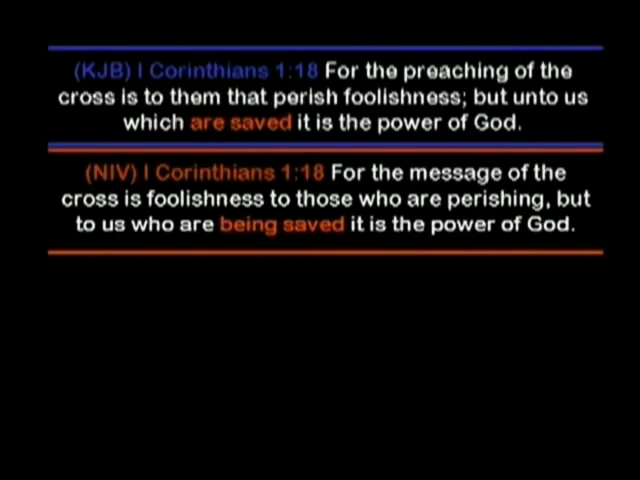 (KJB) I Corinthians 1:18 For the preaching of the
cross is to them that perish foolishness; but unto us
which are saved it is the power of God.
(NIV) I Corinthians 1:18 For the message of the
cross is foolishness to those who are perishing, but
to us who are being saved it is the power of God.